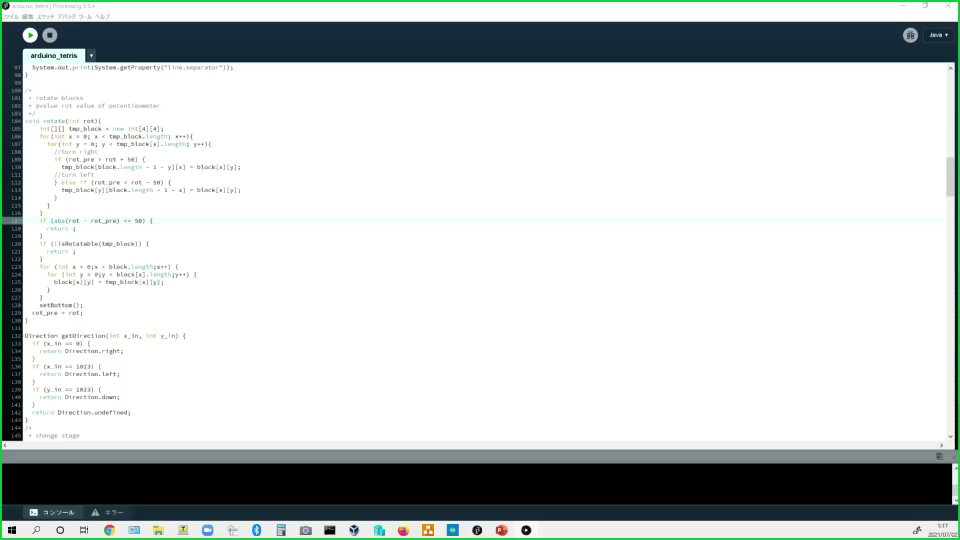 arduino_tetris | Processing 3.5.4
ファイル 編集 スケッチ デバッグ ツール ヘルプ
Java ▾
arduino_tetris
97 System.out.print(System.getProperty("line.separator"));
98 }
99
100 /*
101 * rotate blocks
102 * @value rot value of potentionmeter
103 */
104 void rotate(int rot){
105 int[][] tmp_block = new int[4][4];
106 for(int x = 0; x < tmp_block.length; x++){
107 for(int y = 0; y < tmp_block[x].length; y++){
108 //turn right
109 if (rot_pre > rot + 50) {
110 tmp_block[block.length - 1 - y][x] = block[x][y];
111 //turn left
112 } else if (rot_pre < rot - 50) {
113 tmp_block[y][block.length - 1 - x] = block[x][y];
114 }
115 }
116 }
117 if (abs(rot - rot_pre) <= 50) {
118 return ;
119 }
120 if (!isRotatable(tmp_block)) {
121 return ;
122 }
123 for (int x = 0;x < block.length;x++) {
124 for (int y = 0;y < block[x].length;y++) {
125 block[x][y] = tmp_block[x][y];
126 }
127 }
128 setBottom();
129 rot_pre = rot;
130 }
131
132 Direction getDirection(int x_in, int y_in) {
133 if (x_in == 0) {
134 return Direction.right;
135 }
136 if (x_in == 1023) {
137 return Direction.left;
138 }
139 if (y_in == 1023) {
140 return Direction.down;
141 }
142 return Direction.undefined;
143 }
144 /*
145 * change stage
コンソール エラー
1:17
2021/07/02